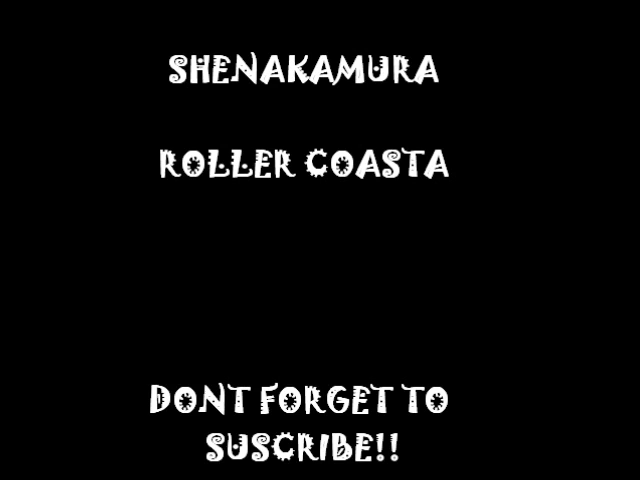 SHENAKAMURA
ROLLER COASTA
DONT FORGET TO
SUSCRIBE!!